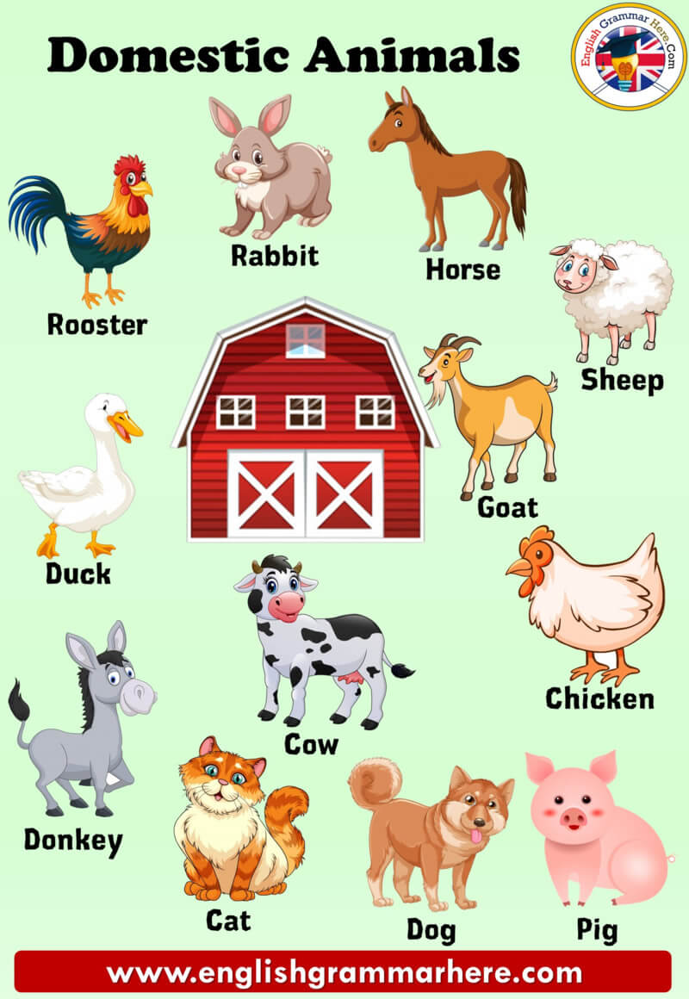 Domestic Animals
English Grammar Here.Com
Rabbit
Horse
Rooster
Sheep
Goat
Duck
Chicken
Cow
Donkey
Cat
Dog
Pig
www.englishgrammarhere.com